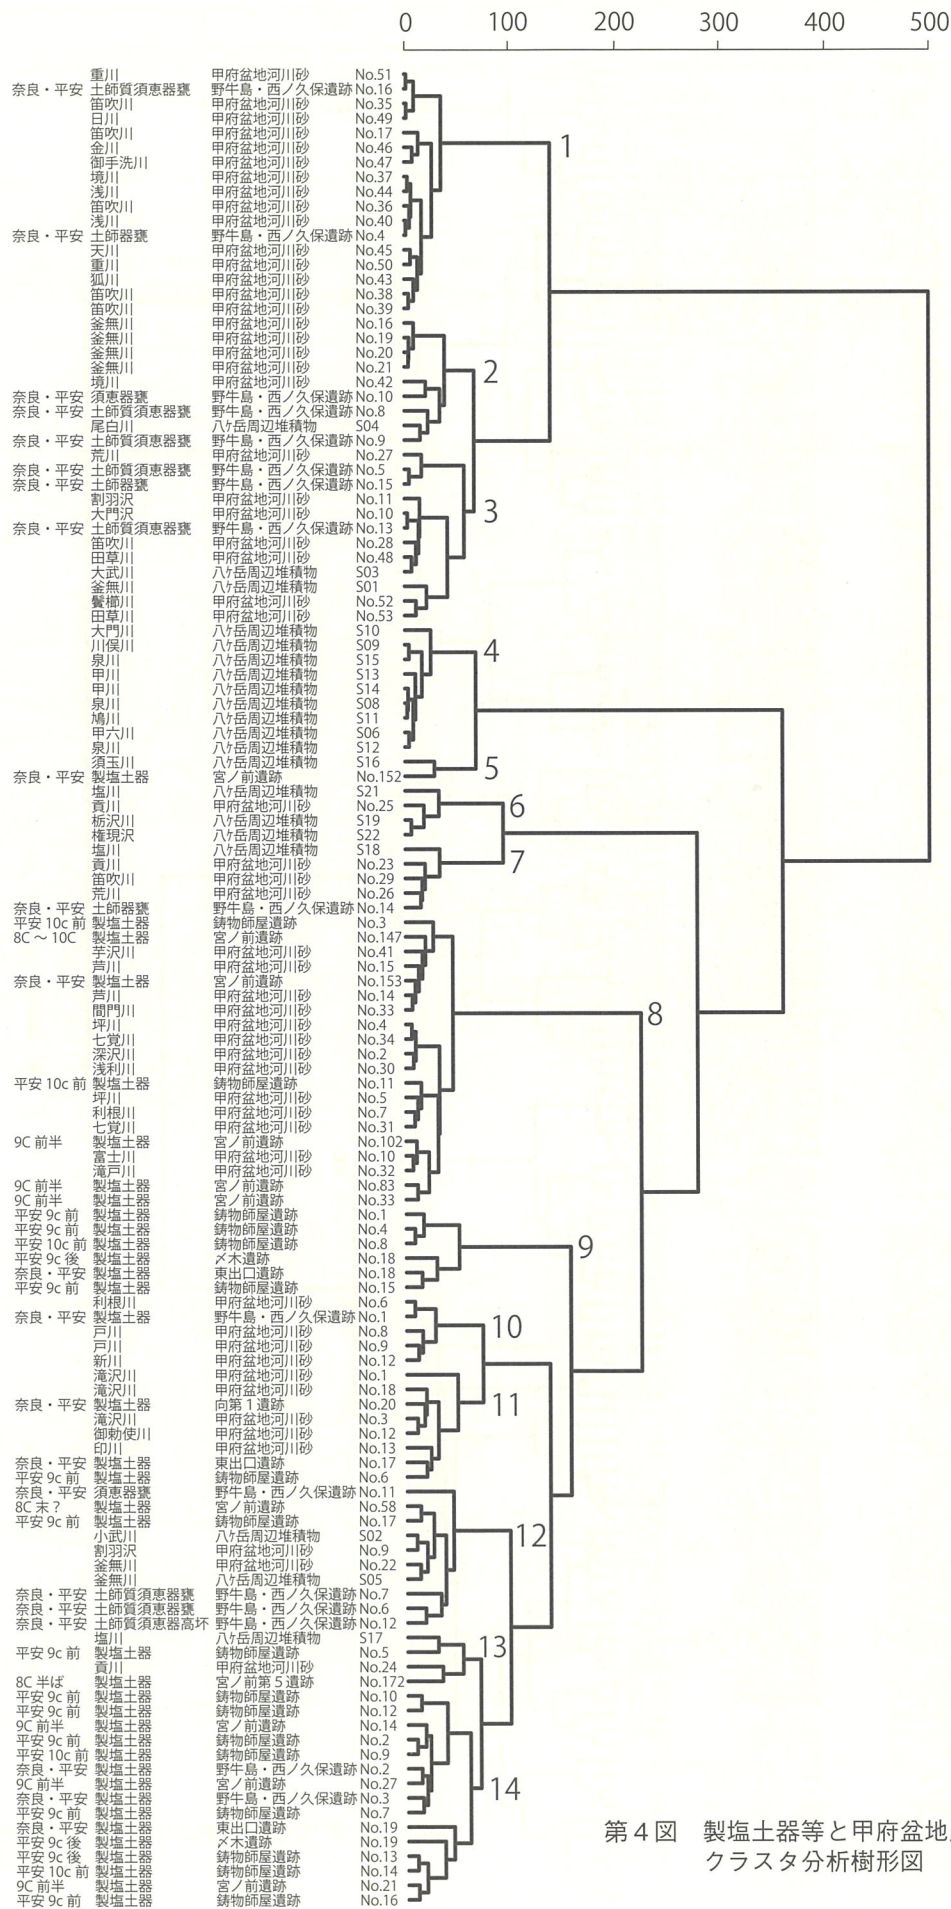 0 100 200 300 400 500
重川 甲府盆地河川砂 No.51
奈良・平安 土師質須恵器甕 野牛島・西ノ久保遺跡 No.16
笛吹川 甲府盆地河川砂 No.35
日川 甲府盆地河川砂 No.49
笛吹川 甲府盆地河川砂 No.17
金川 甲府盆地河川砂 No.46
御手洗川 甲府盆地河川砂 No.47
境川 甲府盆地河川砂 No.37
浅川 甲府盆地河川砂 No.44
笛吹川 甲府盆地河川砂 No.36
浅川 甲府盆地河川砂 No.40
奈良・平安 土師器甕 野牛島・西ノ久保遺跡 No.4
天川 甲府盆地河川砂 No.45
重川 甲府盆地河川砂 No.50
狐川 甲府盆地河川砂 No.43
笛吹川 甲府盆地河川砂 No.38
笛吹川 甲府盆地河川砂 No.39
釜無川 甲府盆地河川砂 No.16
釜無川 甲府盆地河川砂 No.19
釜無川 甲府盆地河川砂 No.20
釜無川 甲府盆地河川砂 No.21
境川 甲府盆地河川砂 No.42
奈良・平安 須恵器甕 野牛島・西ノ久保遺跡 No.10
奈良・平安 土師質須恵器甕 野牛島・西ノ久保遺跡 No.8
尾白川 八ケ岳周辺堆積物 S04
奈良・平安 土師質須恵器甕 野牛島・西ノ久保遺跡 No.9
荒川 甲府盆地河川砂 No.27
奈良・平安 土師質須恵器甕 野牛島・西ノ久保遺跡 No.5
奈良・平安 土師器甕 野牛島・西ノ久保遺跡 No.15
割羽沢 甲府盆地河川砂 No.11
大門沢 甲府盆地河川砂 No.10
奈良・平安 土師質須恵器甕 野牛島・西ノ久保遺跡 No.13
笛吹川 甲府盆地河川砂 No.28
田草川 甲府盆地河川砂 No.48
大武川 八ケ岳周辺堆積物 S03
釜無川 八ケ岳周辺堆積物 S01
鬢櫛川 甲府盆地河川砂 No.52
田草川 甲府盆地河川砂 No.53
大門川 八ケ岳周辺堆積物 S10
川俣川 八ケ岳周辺堆積物 S09
泉川 八ケ岳周辺堆積物 S15
甲川 八ケ岳周辺堆積物 S13
甲川 八ケ岳周辺堆積物 S14
泉川 八ケ岳周辺堆積物 S08
鳩川 八ケ岳周辺堆積物 S11
甲六川 八ケ岳周辺堆積物 S06
泉川 八ケ岳周辺堆積物 S12
須玉川 八ケ岳周辺堆積物 S16
奈良・平安 製塩土器 宮ノ前遺跡 No.152
塩川 八ケ岳周辺堆積物 S21
貢川 甲府盆地河川砂 No.25
栃沢川 八ケ岳周辺堆積物 S19
権現沢 八ケ岳周辺堆積物 S22
塩川 八ケ岳周辺堆積物 S18
貢川 甲府盆地河川砂 No.23
笛吹川 甲府盆地河川砂 No.29
荒川 甲府盆地河川砂 No.26
奈良・平安 土師器甕 野牛島・西ノ久保遺跡 No.14
平安 10c 前 製塩土器 鋳物師屋遺跡 No.3
8C ～ 10C 製塩土器 宮ノ前遺跡 No.147
芋沢川 甲府盆地河川砂 No.41
芦川 甲府盆地河川砂 No.15
奈良・平安 製塩土器 宮ノ前遺跡 No.153
芦川 甲府盆地河川砂 No.14
間門川 甲府盆地河川砂 No.33
坪川 甲府盆地河川砂 No.4
七覚川 甲府盆地河川砂 No.34
深沢川 甲府盆地河川砂 No.2
浅利川 甲府盆地河川砂 No.30
平安 10c 前 製塩土器 鋳物師屋遺跡 No.11
坪川 甲府盆地河川砂 No.5
利根川 甲府盆地河川砂 No.7
七覚川 甲府盆地河川砂 No.31
9C 前半 製塩土器 宮ノ前遺跡 No.102
富士川 甲府盆地河川砂 No.10
滝戸川 甲府盆地河川砂 No.32
9C 前半 製塩土器 宮ノ前遺跡 No.83
9C 前半 製塩土器 宮ノ前遺跡 No.33
平安 9c 前 製塩土器 鋳物師屋遺跡 No.1
平安 9c 前 製塩土器 鋳物師屋遺跡 No.4
平安 10c 前 製塩土器 鋳物師屋遺跡 No.8
平安 9c 後 製塩土器 〆木遺跡 No.18
奈良・平安 製塩土器 東出口遺跡 No.18
平安 9c 前 製塩土器 鋳物師屋遺跡 No.15
利根川 甲府盆地河川砂 No.6
奈良・平安 製塩土器 野牛島・西ノ久保遺跡 No.1
戸川 甲府盆地河川砂 No.8
戸川 甲府盆地河川砂 No.9
新川 甲府盆地河川砂 No.12
滝沢川 甲府盆地河川砂 No.1
滝沢川 甲府盆地河川砂 No.18
奈良・平安 製塩土器 向第１遺跡 No.20
滝沢川 甲府盆地河川砂 No.3
御勅使川 甲府盆地河川砂 No.12
印川 甲府盆地河川砂 No.13
奈良・平安 製塩土器 東出口遺跡 No.17
平安 9c 前 製塩土器 鋳物師屋遺跡 No.6
奈良・平安 須恵器甕 野牛島・西ノ久保遺跡 No.11
8C 末？ 製塩土器 宮ノ前遺跡 No.58
平安 9c 前 製塩土器 鋳物師屋遺跡 No.17
小武川 八ケ岳周辺堆積物 S02
割羽沢 甲府盆地河川砂 No.9
釜無川 甲府盆地河川砂 No.22
釜無川 八ケ岳周辺堆積物 S05
奈良・平安 土師質須恵器甕 野牛島・西ノ久保遺跡 No.7
奈良・平安 土師質須恵器甕 野牛島・西ノ久保遺跡 No.6
奈良・平安 土師質須恵器高坏 野牛島・西ノ久保遺跡 No.12
塩川 八ケ岳周辺堆積物 S17
平安 9c 前 製塩土器 鋳物師屋遺跡 No.5
貢川 甲府盆地河川砂 No.24
8C 半ば 製塩土器 宮ノ前第５遺跡 No.172
平安 9c 前 製塩土器 鋳物師屋遺跡 No.10
平安 9c 前 製塩土器 鋳物師屋遺跡 No.12
9C 前半 製塩土器 宮ノ前遺跡 No.14
平安 9c 前 製塩土器 鋳物師屋遺跡 No.2
平安 10c 前 製塩土器 鋳物師屋遺跡 No.9
奈良・平安 製塩土器 野牛島・西ノ久保遺跡 No.2
9C 前半 製塩土器 宮ノ前遺跡 No.27
奈良・平安 製塩土器 野牛島・西ノ久保遺跡 No.3
平安 9c 前 製塩土器 鋳物師屋遺跡 No.7
奈良・平安 製塩土器 東出口遺跡 No.19
平安 9c 後 製塩土器 〆木遺跡 No.19
平安 9c 後 製塩土器 鋳物師屋遺跡 No.13
平安 10c 前 製塩土器 鋳物師屋遺跡 No.14
9C 前半 製塩土器 宮ノ前遺跡 No.21
平安 9c 前 製塩土器 鋳物師屋遺跡 No.16
1
2
3
4
5
6
7
8
9
10
11
12
13
14
第４図 製塩土器等と甲府盆地
クラスタ分析樹形図